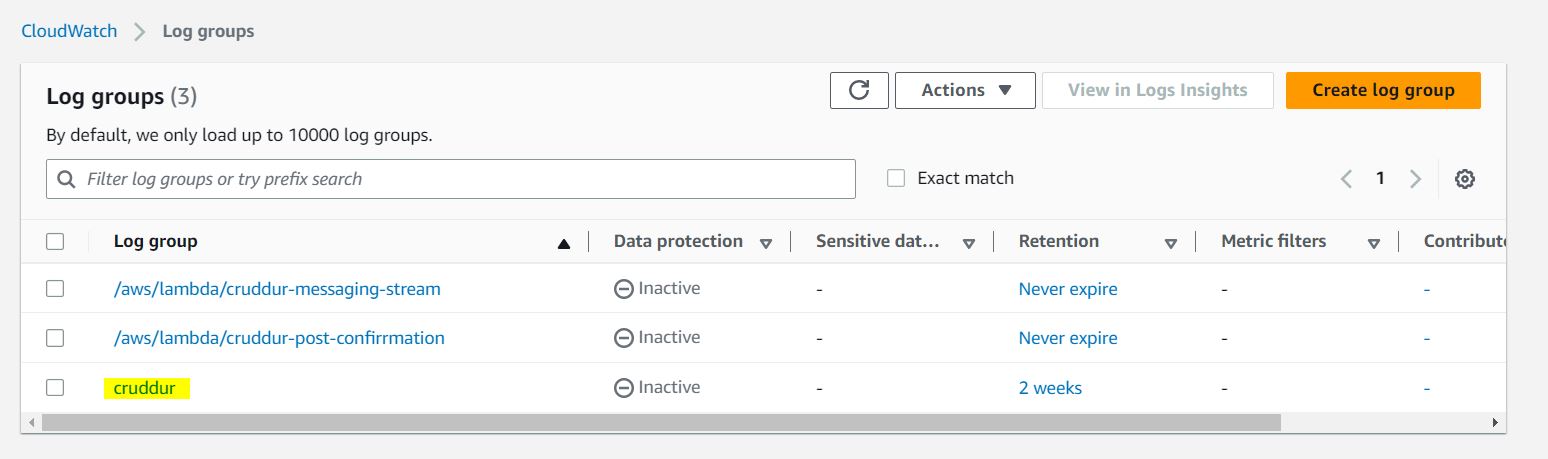 CloudWatch > Log groups
Log groups (3)
Actions
View in Logs Insights
Create log group
By default, we only load up to 10000 log groups.
Filter log groups or try prefix search
Exact match
1
Log group Data protection Sensitive dat... Retention Metric filters Contribute
/aws/lambda/cruddur-messaging-stream Inactive - Never expire - -
/aws/lambda/cruddur-post-confirrmation Inactive - Never expire - -
cruddur Inactive - 2 weeks - -